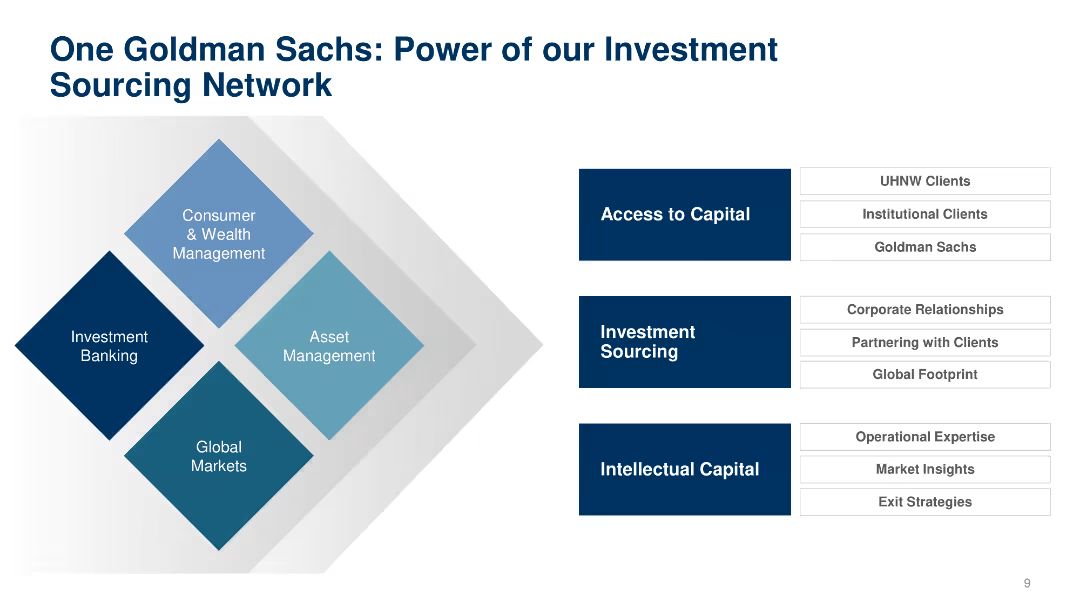 One Goldman Sachs: Power of our Investment
Sourcing Network
Consumer
& Wealth
Management
Investment
Banking
Asset
Management
Global
Markets
Access to Capital
UHNW Clients
Institutional Clients
Goldman Sachs
Investment
Sourcing
Corporate Relationships
Partnering with Clients
Global Footprint
Intellectual Capital
Operational Expertise
Market Insights
Exit Strategies
9